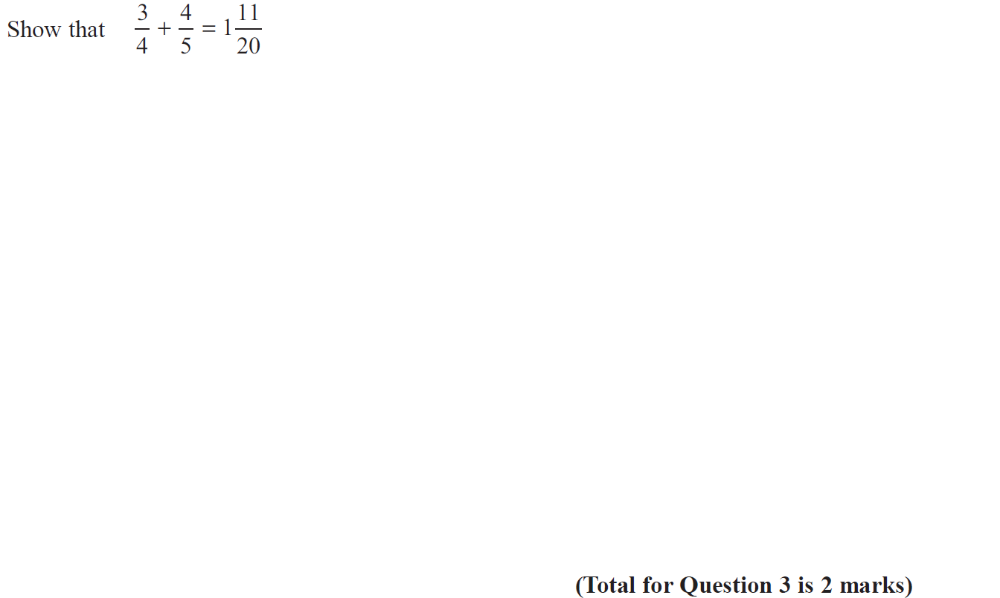 Show that 3/4 + 4/5 = 1 11/20
(Total for Question 3 is 2 marks)